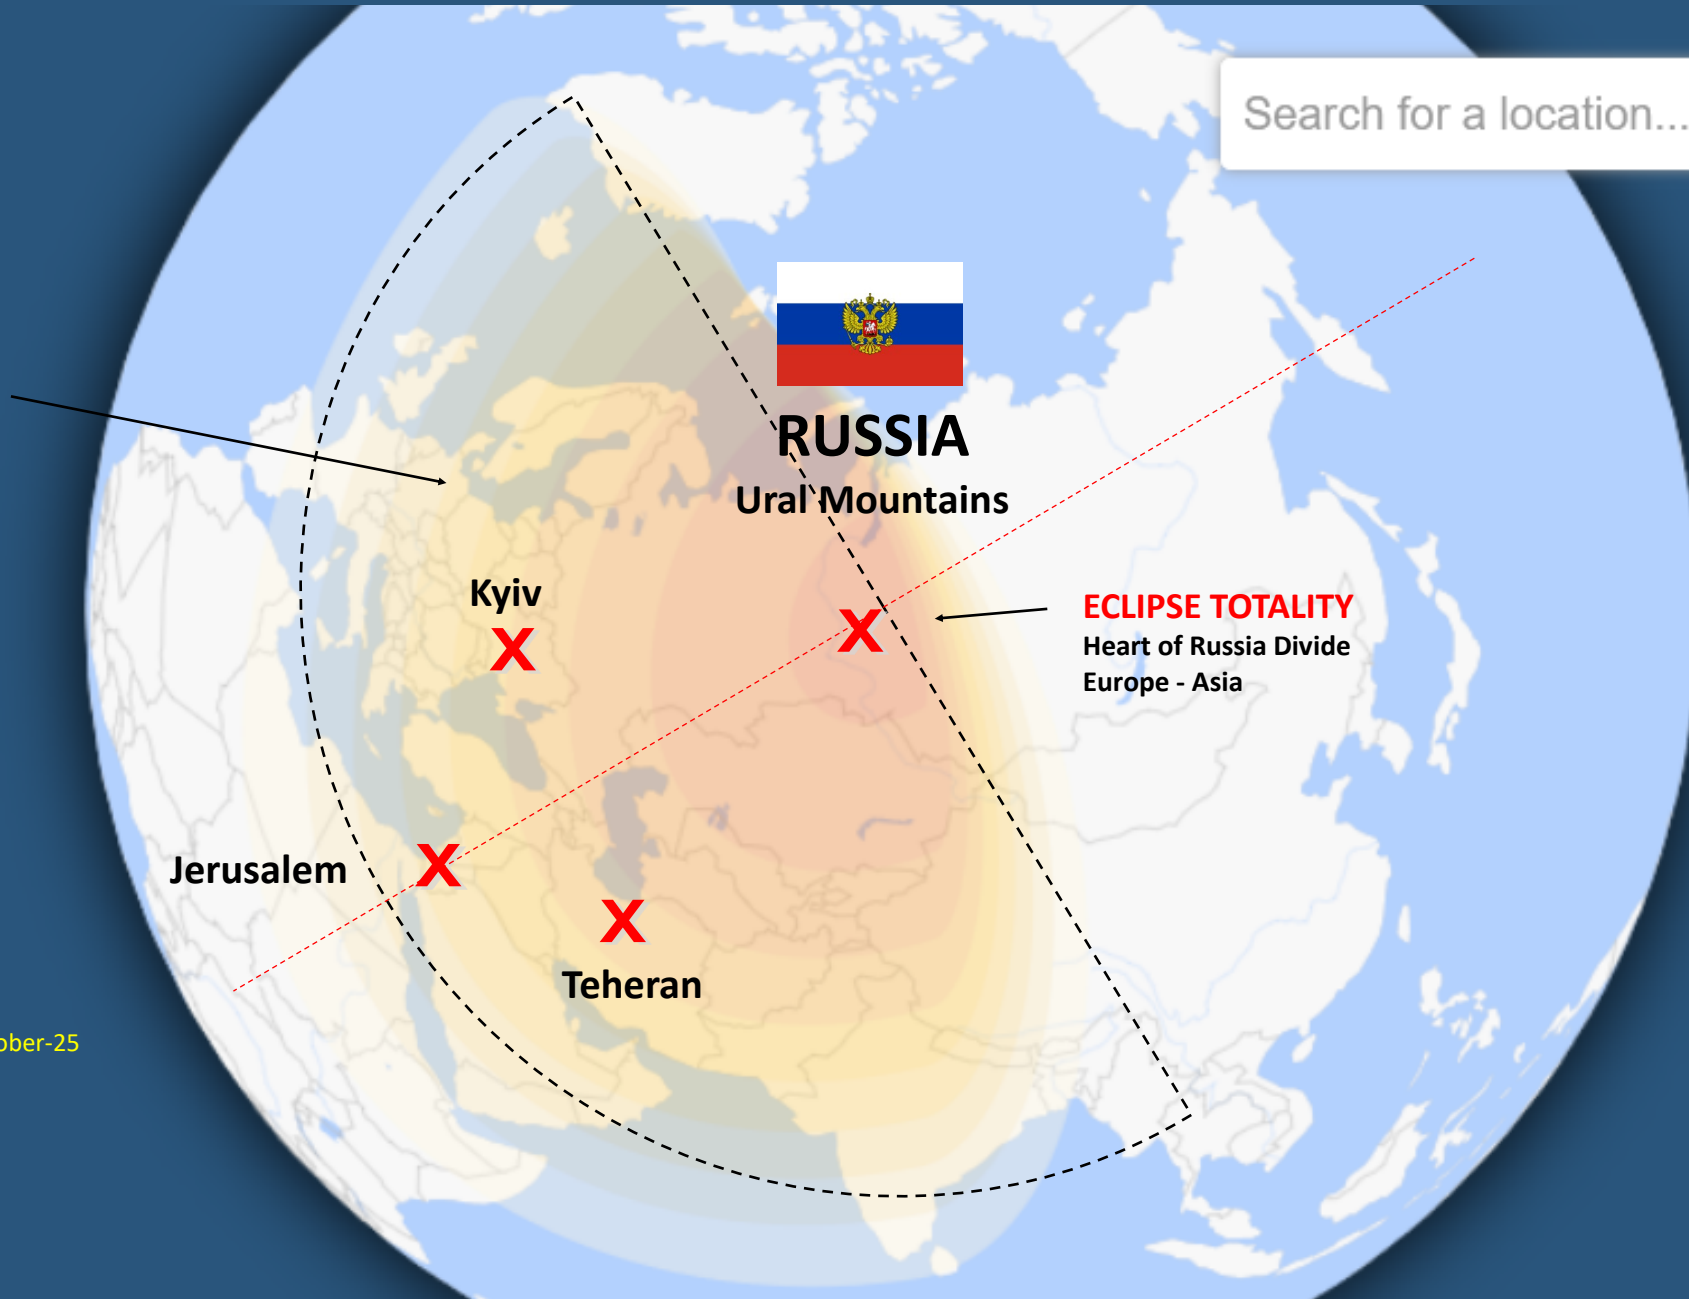 Search for a location...
RUSSIA
Ural Mountains
Kyiv
X
X
ECLIPSE TOTALITY
Heart of Russia Divide
Europe - Asia
Jerusalem
X
X
Teheran
ober-25